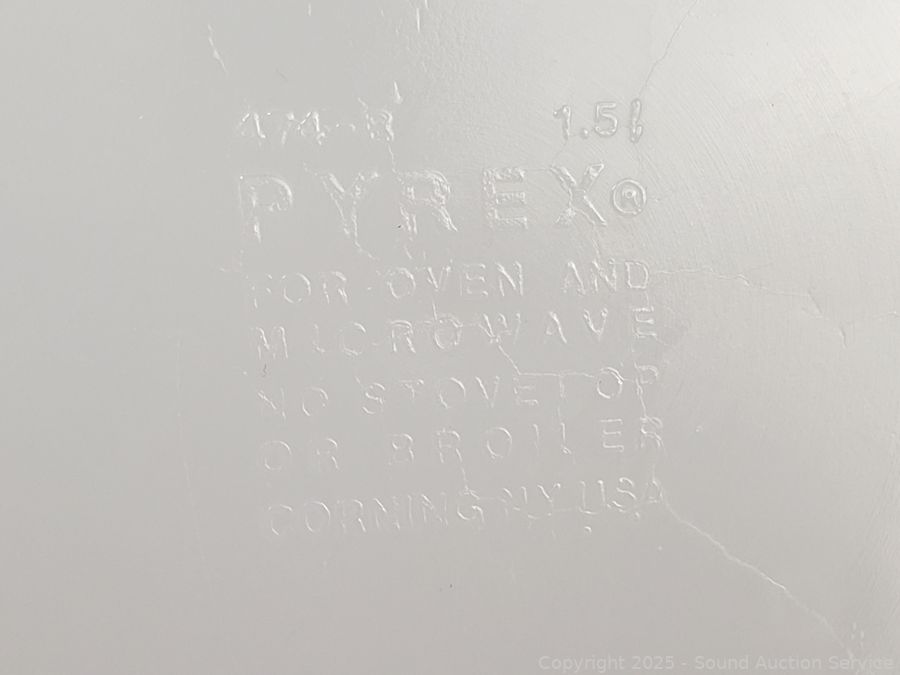 474-B 1.5 l
PYREX®
FOR OVEN AND
MICROWAVE
NO STOVETOP
OR BROILER
CORNING NY USA
Copyright 2025 - Sound Auction Service